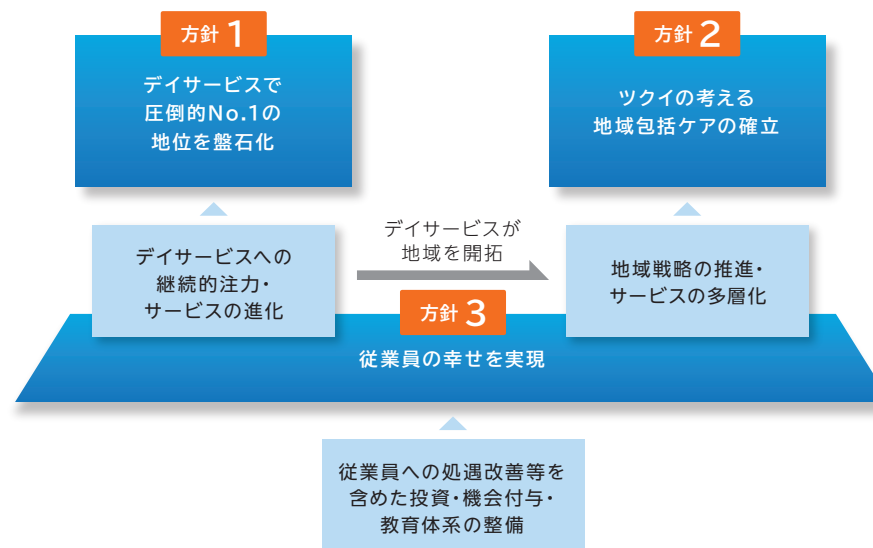 方針 1
デイサービスで
圧倒的No.1の
地位を盤石化
方針 2
ツクイの考える
地域包括ケアの確立
デイサービスへの
継続的注力・
サービスの進化
デイサービスが
地域を開拓
地域戦略の推進・
サービスの多層化
方針 3
従業員の幸せを実現
従業員への処遇改善等を
含めた投資・機会付与・
教育体系の整備